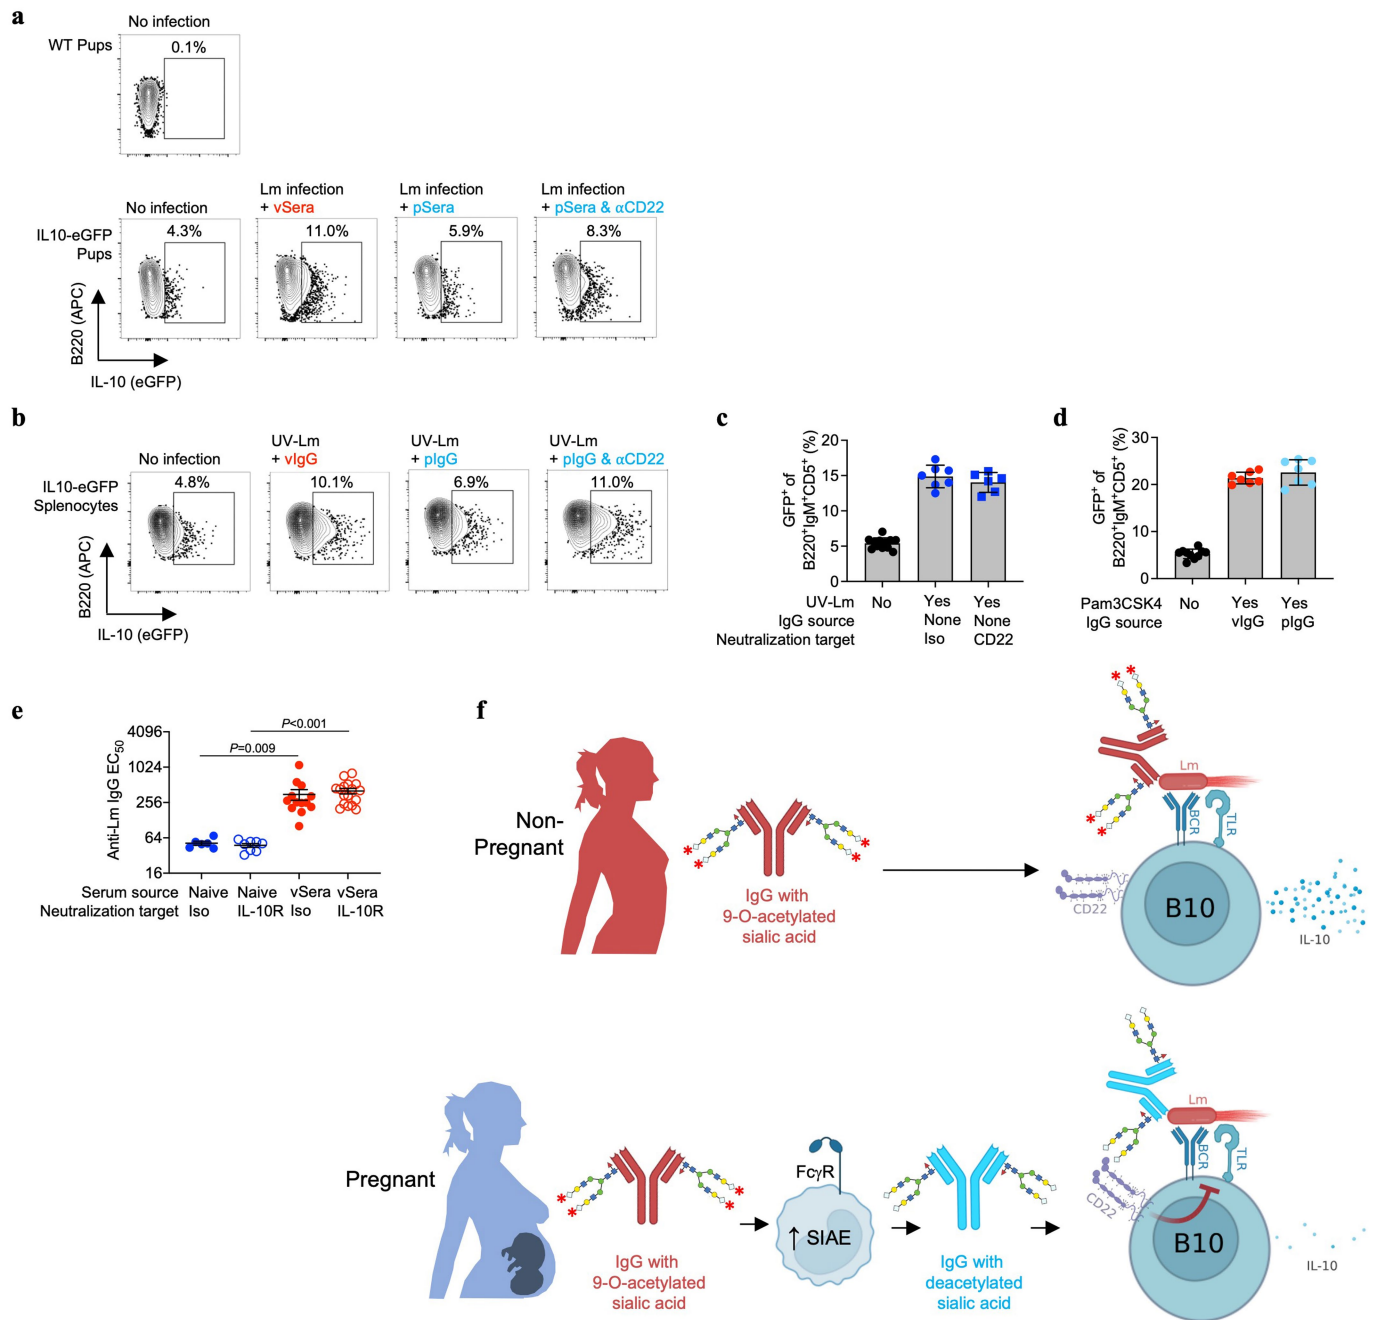 a
No infection
WT Pups
0.1%
Lm infection
+ vSera
Lm infection
+ pSera
Lm infection
+ pSera & αCD22
No infection
IL10-eGFP
Pups
4.3%
11.0%
5.9%
8.3%
B220 (APC)
IL-10 (eGFP)
b
No infection
UV-Lm
+ vIgG
UV-Lm
+ pIgG
UV-Lm
+ pIgG & αCD22
IL10-eGFP
Splenocytes
4.8%
10.1%
6.9%
11.0%
B220 (APC)
IL-10 (eGFP)
c
GFP⁺ of
B220⁺IgM⁺CD5⁺ (%)
20
15
10
5
0
UV-Lm No Yes Yes
IgG source None None
Neutralization target Iso CD22
d
GFP⁺ of
B220⁺IgM⁺CD5⁺ (%)
30
20
10
0
Pam3CSK4 No Yes Yes
IgG source vIgG pIgG
e
Anti-Lm IgG EC₅₀
4096
1024
256
64
16
P<0.001
P=0.009
Serum source Naive Naive vSera vSera
Neutralization target Iso IL-10R Iso IL-10R
f
Non-
Pregnant
* *
* *
IgG with
9-O-acetylated
sialic acid
* *
* *
Lm
BCR
TLR
CD22
B10
IL-10
Pregnant
* *
* *
IgG with
9-O-acetylated
sialic acid
FcγR
↑ SIAE
IgG with
deacetylated
sialic acid
Lm
BCR
TLR
CD22
B10
IL-10